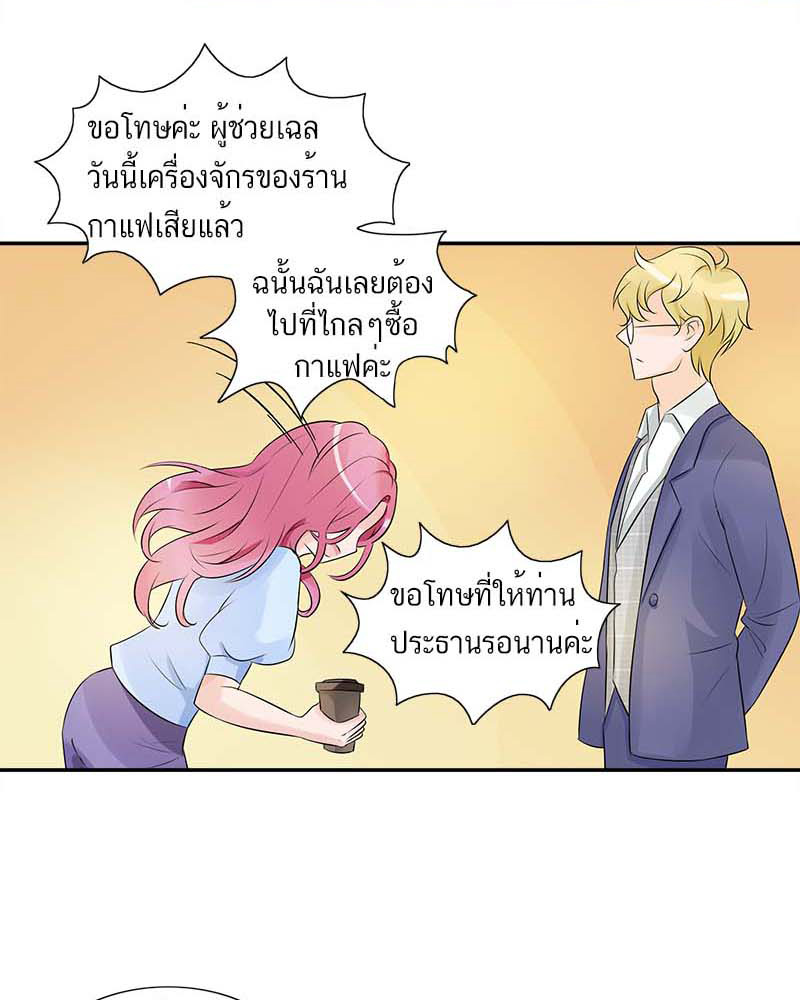 ขอโทษค่ะ ผู้ช่วยเฉล
วันนี้เครื่องจักรของร้าน
กาแฟเสียแล้ว
ฉนั้นฉันเลยต้อง
ไปที่ไกลๆซื้อ
กาแฟค่ะ
ขอโทษที่ให้ท่าน
ประธานรอนานค่ะ